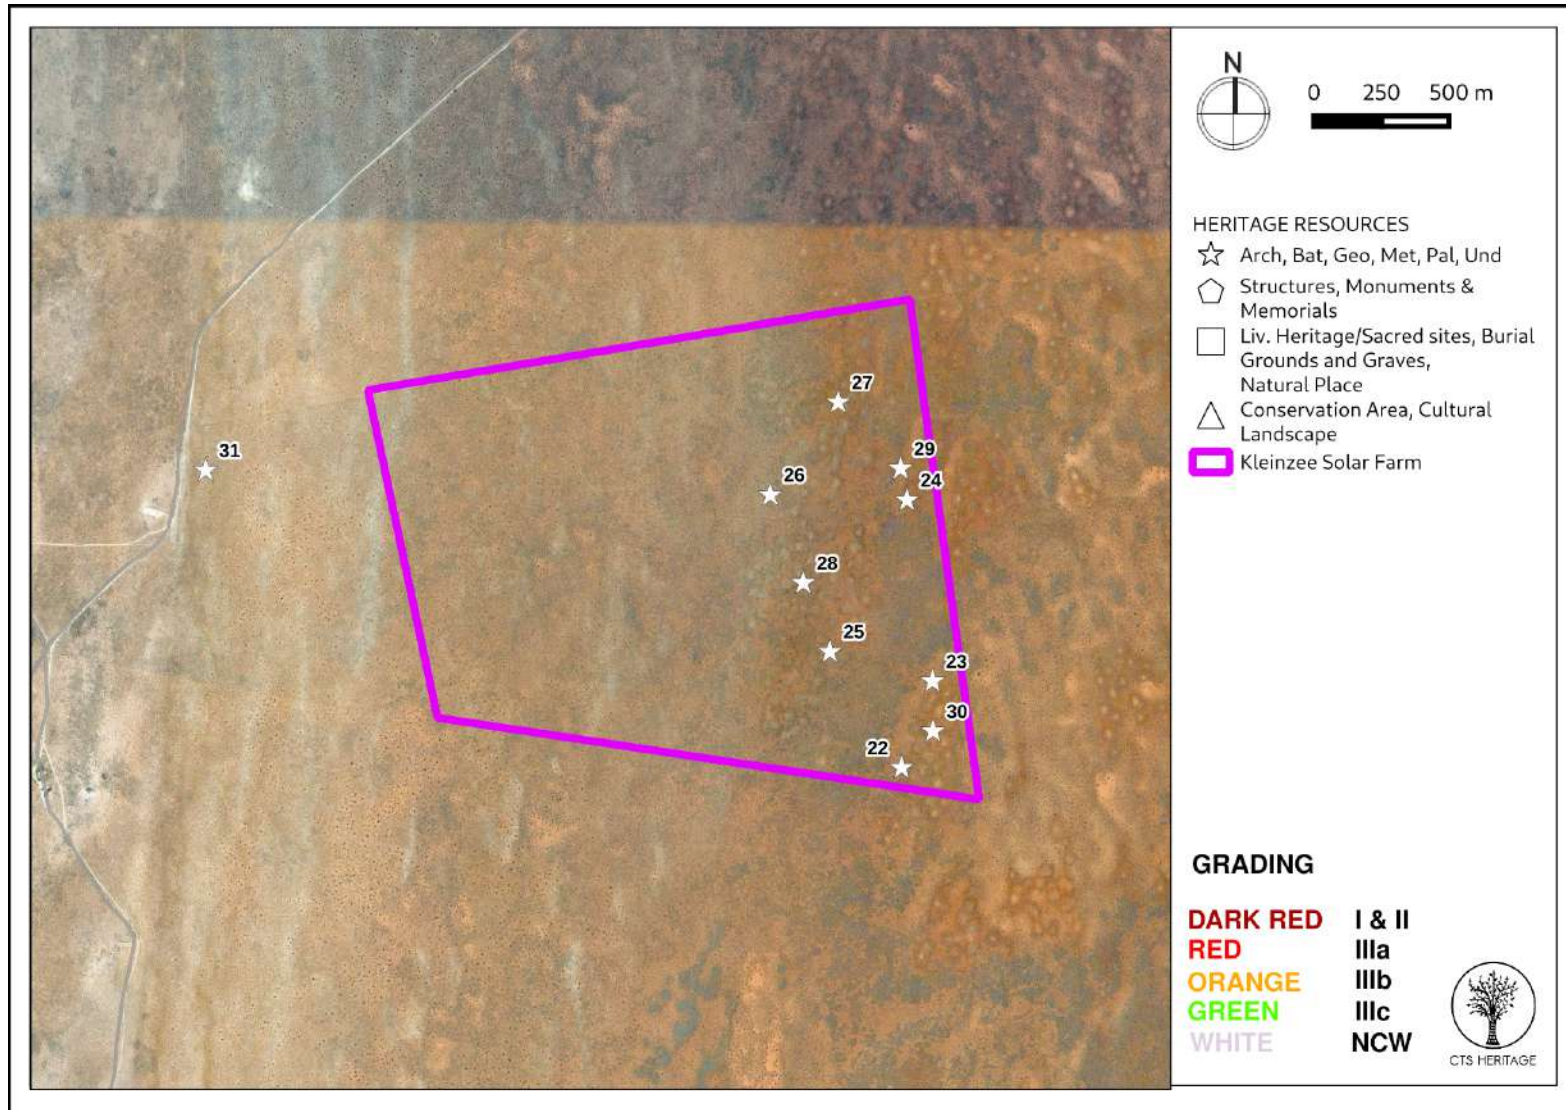 N
0 250 500 m
HERITAGE RESOURCES
Arch, Bat, Geo, Met, Pal, Und
Structures, Monuments &
Memorials
Liv. Heritage/Sacred sites, Burial
Grounds and Graves,
Natural Place
Conservation Area, Cultural
Landscape
Kleinzee Solar Farm
27
31
29
26
24
28
25
23
30
22
GRADING
DARK RED I & II
RED IIIa
ORANGE IIIb
GREEN IIIc
WHITE NCW
CTS HERITAGE